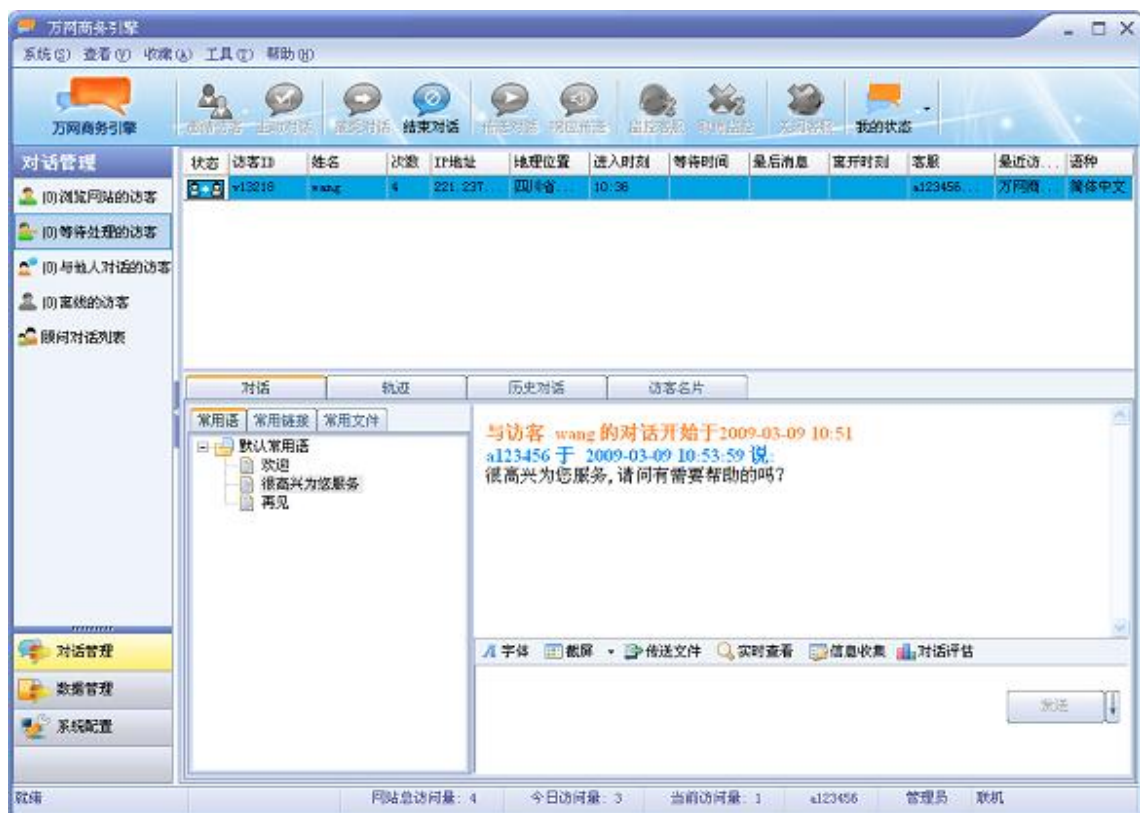 万网商务引擎
系统(S) 查看(V) 收藏(A) 工具(T) 帮助(H)
万网商务引擎 结束对话 我的状态
对话管理
状态 访客ID 姓名 次数 IP地址 地理位置 进入时刻 等待时间 最后消息 离开时刻 客服 最近访... 语种
v13218 wang 4 221.237... 四川省... 10:36 a123456... 万网商... 简体中文
(0)浏览网站的访客
(0)等待处理的访客
(0)与他人对话的访客
(0)离线的访客
顾问对话列表
对话 轨迹 历史对话 访客名片
常用语 常用链接 常用文件
默认常用语
欢迎
很高兴为您服务
再见
与访客 wang 的对话开始于2009-03-09 10:51
a123456 于 2009-03-09 10:53:59 说:
很高兴为您服务,请问有需要帮助的吗?
字体 截屏 传送文件 实时查看 信息收集 对话评估
发送
对话管理
数据管理
系统配置
就绪 网站总访问量: 4 今日访问量: 3 当前访问量: 1 a123456 管理员 联机